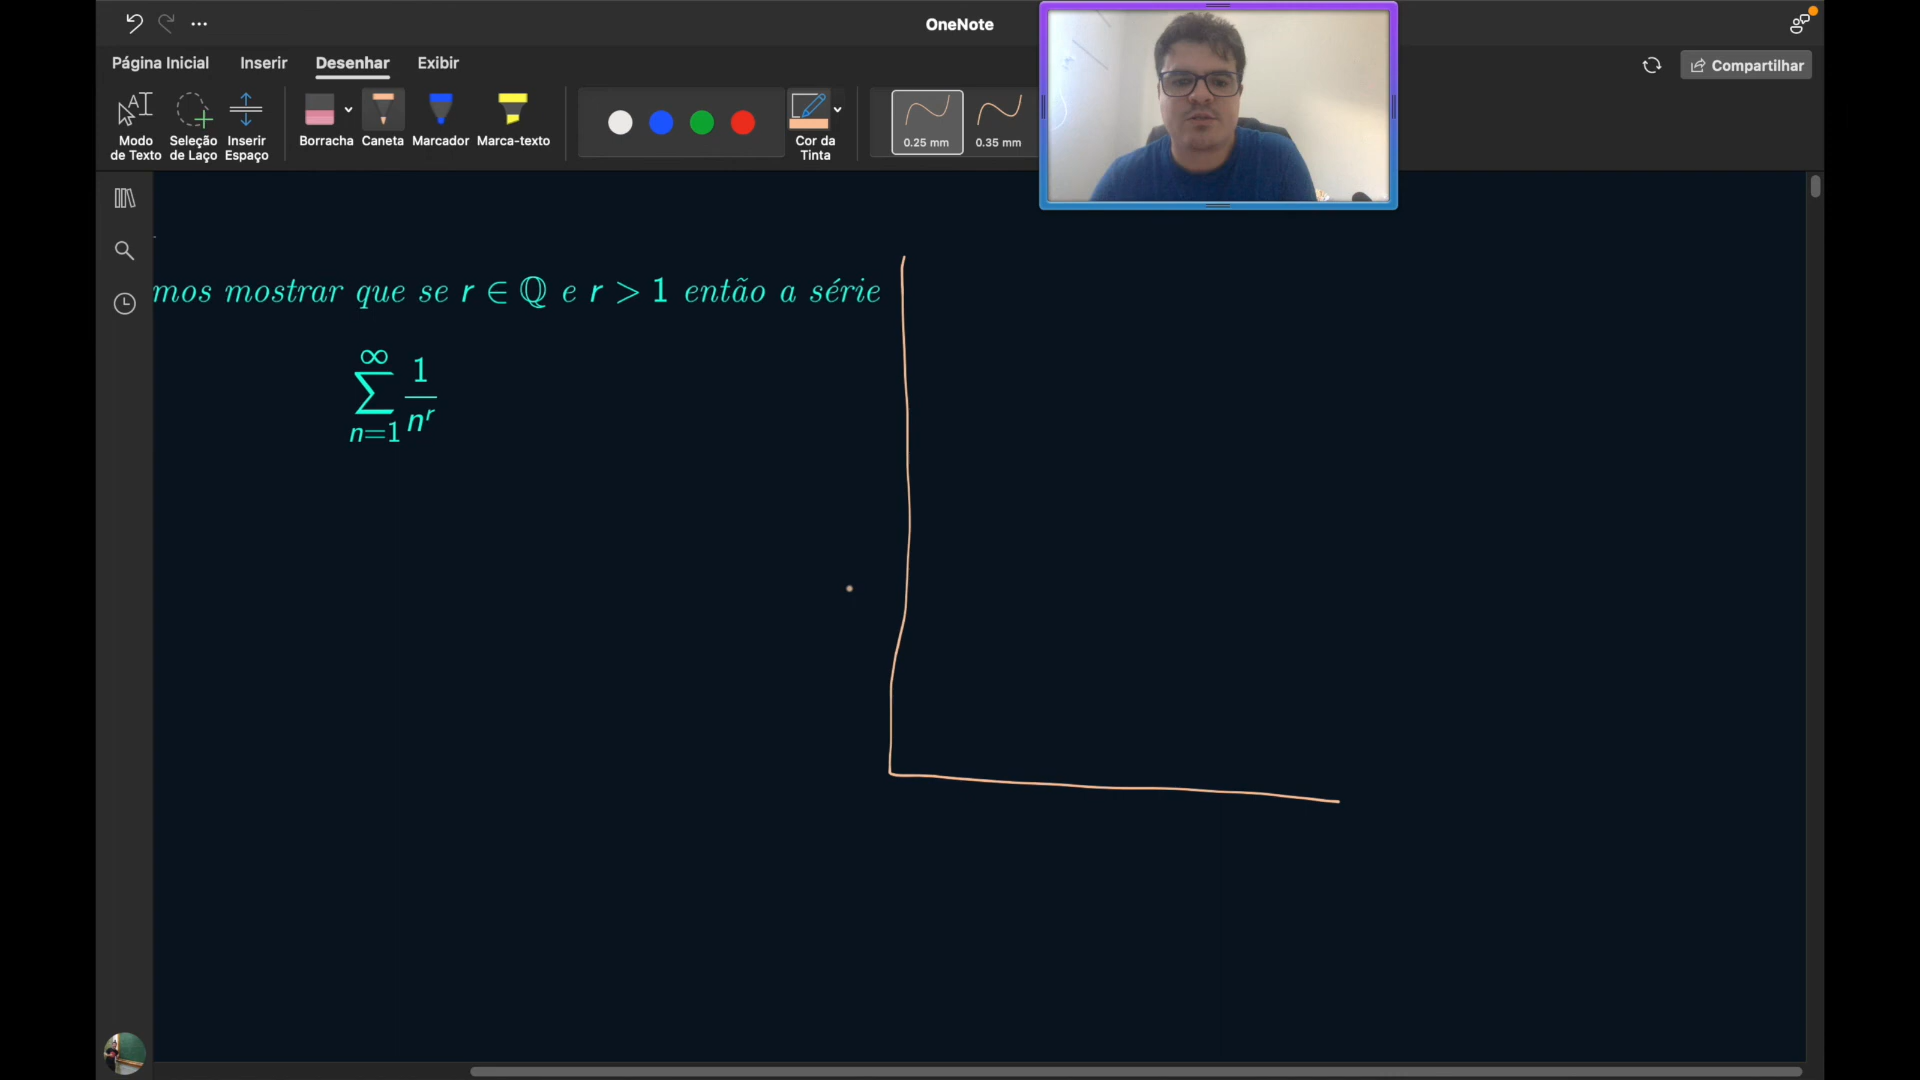 OneNote
Página Inicial Inserir Desenhar Exibir
Compartilhar
Modo de Texto
Seleção de Laço
Inserir Espaço
Borracha
Caneta
Marcador
Marca-texto
Cor da Tinta
0.25 mm
0.35 mm
mos mostrar que se r ∈ ℚ e r > 1 então a série
∞
∑ 1/n^r
n=1